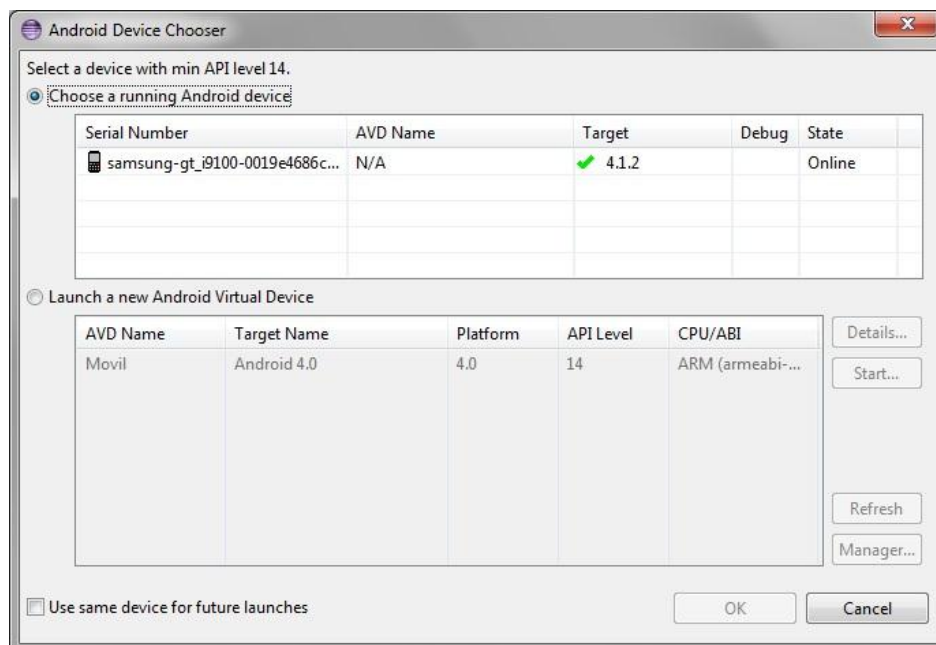 Android Device Chooser
Select a device with min API level 14.
Choose a running Android device
Serial Number AVD Name Target Debug State
samsung-gt_i9100-0019e4686c... N/A 4.1.2 Online
Launch a new Android Virtual Device
AVD Name Target Name Platform API Level CPU/ABI Details...
Movil Android 4.0 4.0 14 ARM (armeabi-... Start...
Refresh
Manager...
Use same device for future launches OK Cancel